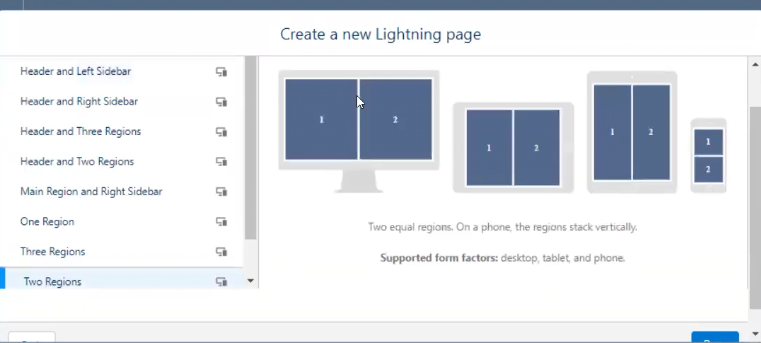 Create a new Lightning page
Header and Left Sidebar
Header and Right Sidebar
Header and Three Regions
Header and Two Regions
Main Region and Right Sidebar
One Region
Three Regions
Two Regions
1 2
1 2
1 2
1
2
Two equal regions. On a phone, the regions stack vertically.
Supported form factors: desktop, tablet, and phone.